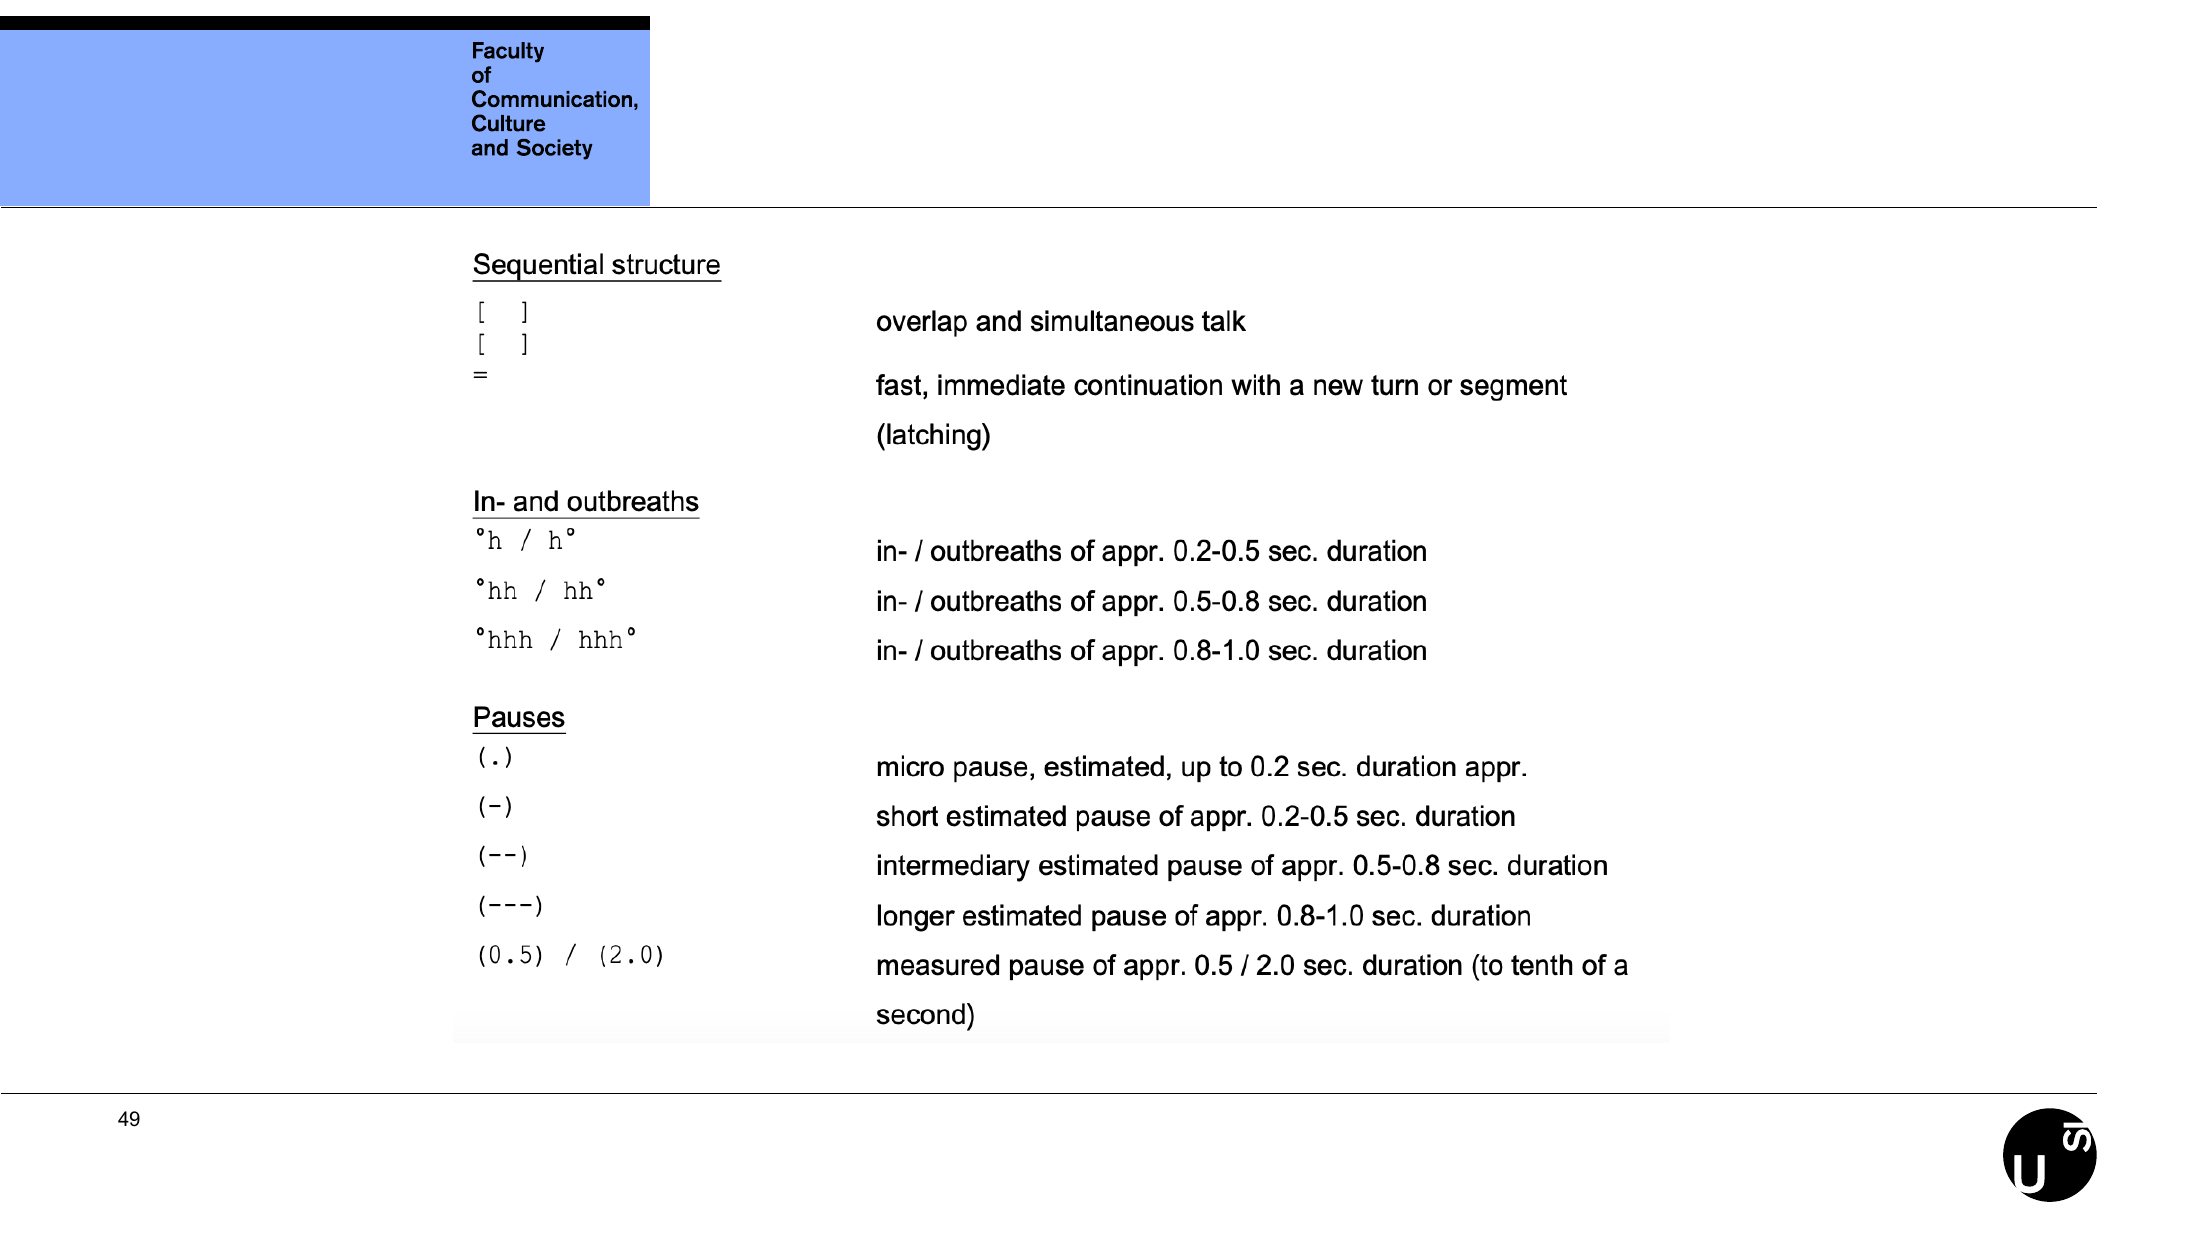 Faculty
of
Communication,
Culture
and Society
Sequential structure
[  ]
[  ]
overlap and simultaneous talk
=
fast, immediate continuation with a new turn or segment
(latching)
In- and outbreaths
°h / h°
in- / outbreaths of appr. 0.2-0.5 sec. duration
°hh / hh°
in- / outbreaths of appr. 0.5-0.8 sec. duration
°hhh / hhh°
in- / outbreaths of appr. 0.8-1.0 sec. duration
Pauses
(.)
micro pause, estimated, up to 0.2 sec. duration appr.
(-)
short estimated pause of appr. 0.2-0.5 sec. duration
(--)
intermediary estimated pause of appr. 0.5-0.8 sec. duration
(---)
longer estimated pause of appr. 0.8-1.0 sec. duration
(0.5) / (2.0)
measured pause of appr. 0.5 / 2.0 sec. duration (to tenth of a
second)
49
U
SI